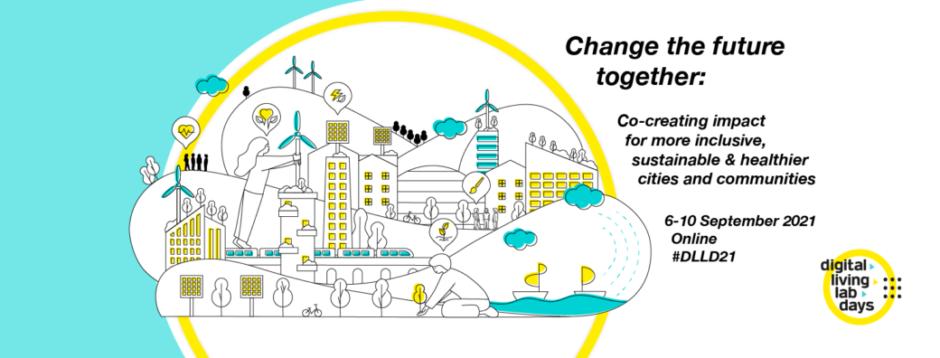 Change the future
together:
Co-creating impact
for more inclusive,
sustainable & healthier
cities and communities
6-10 September 2021
Online
#DLLD21
digital
living
lab
days